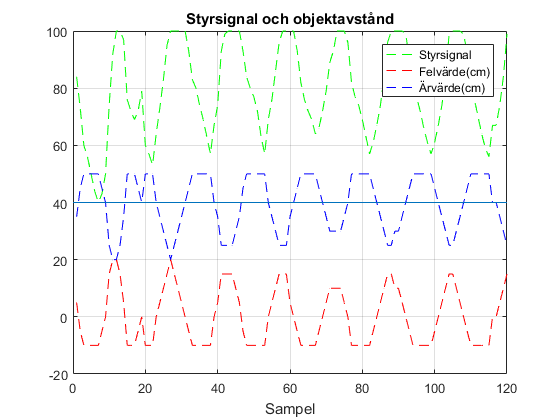 Styrsignal och objektavstånd
100
80
60
40
20
0
-20
0 20 40 60 80 100 120
Sampel
Styrsignal
Felvärde(cm)
Ärvärde(cm)